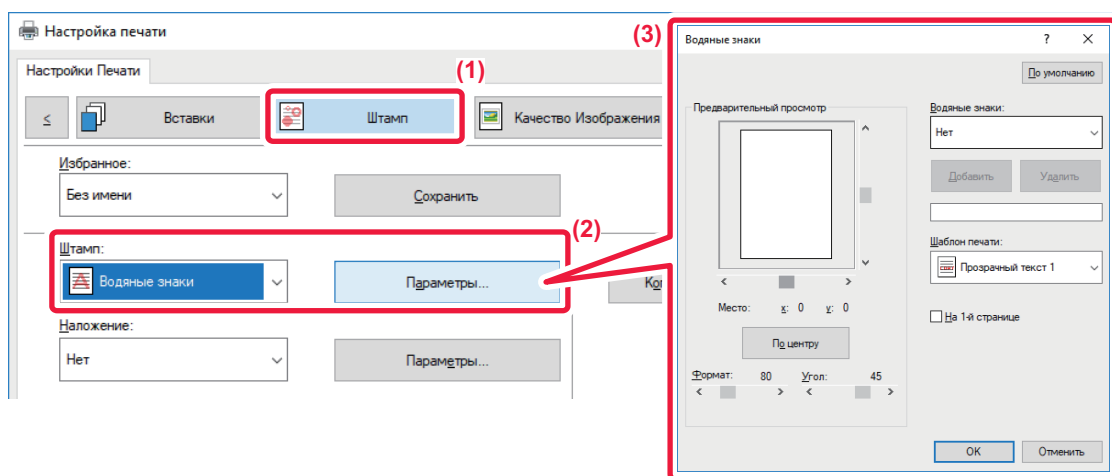 Настройка печати
Настройки Печати
(1)
≤
Вставки
Штамп
Качество Изображения
Избранное:
Без имени
Сохранить
(2)
Штамп:
Водяные знаки
Параметры...
Наложение:
Нет
Параметры...
(3)
Водяные знаки
?
По умолчанию
Предварительный просмотр
Водяные знаки:
Нет
Добавить
Удалить
Шаблон печати:
Прозрачный текст 1
Место: x: 0 y: 0
На 1-й странице
По центру
Формат: 80 Угол: 45
OK
Отменить